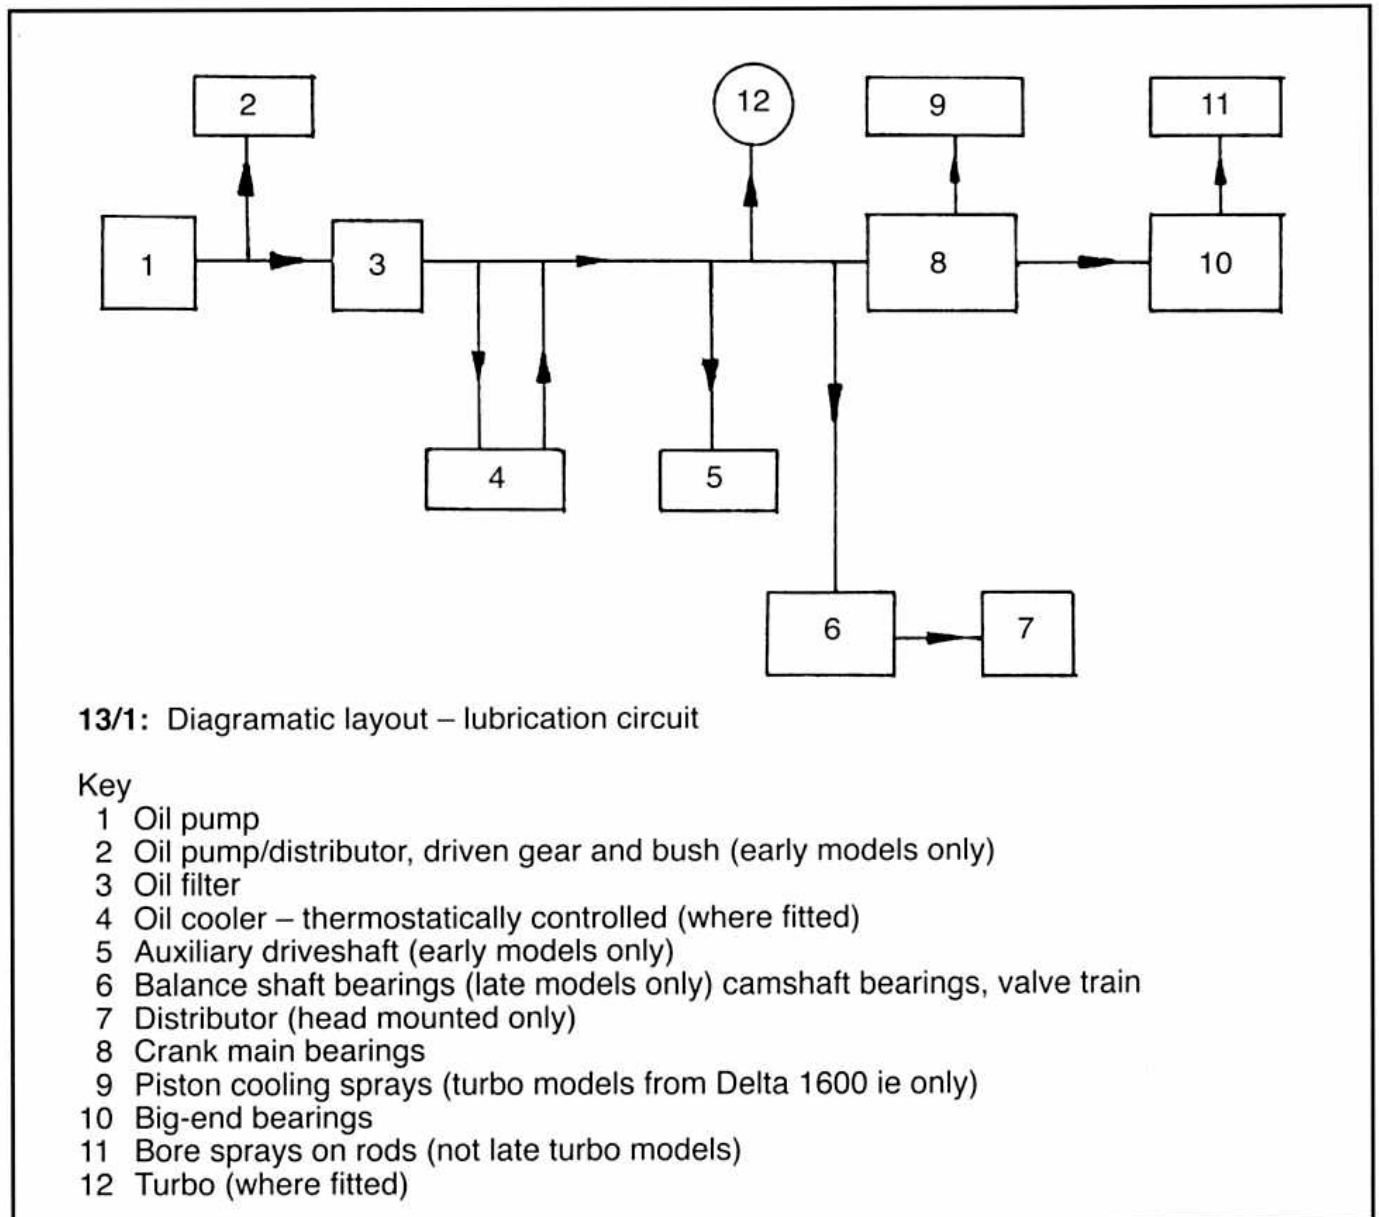 2
12
9
11
1
3
8
10
4
5
6
7
13/1: Diagramatic layout – lubrication circuit
Key
1 Oil pump
2 Oil pump/distributor, driven gear and bush (early models only)
3 Oil filter
4 Oil cooler – thermostatically controlled (where fitted)
5 Auxiliary driveshaft (early models only)
6 Balance shaft bearings (late models only) camshaft bearings, valve train
7 Distributor (head mounted only)
8 Crank main bearings
9 Piston cooling sprays (turbo models from Delta 1600 ie only)
10 Big-end bearings
11 Bore sprays on rods (not late turbo models)
12 Turbo (where fitted)